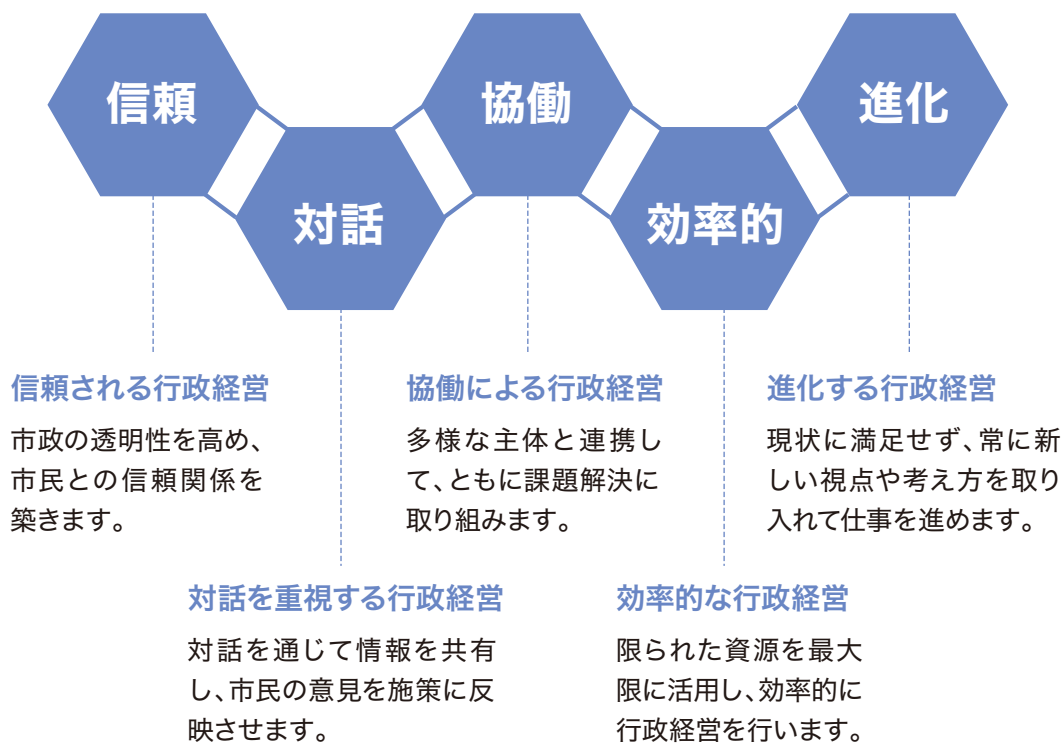 信頼
対話
協働
効率的
進化
信頼される行政経営
市政の透明性を高め、
市民との信頼関係を
築きます。
対話を重視する行政経営
対話を通じて情報を共有
し、市民の意見を施策に反
映させます。
協働による行政経営
多様な主体と連携し
て、ともに課題解決に
取り組みます。
効率的な行政経営
限られた資源を最大
限に活用し、効率的に
行政経営を行います。
進化する行政経営
現状に満足せず、常に新
しい視点や考え方を取り
入れて仕事を進めます。